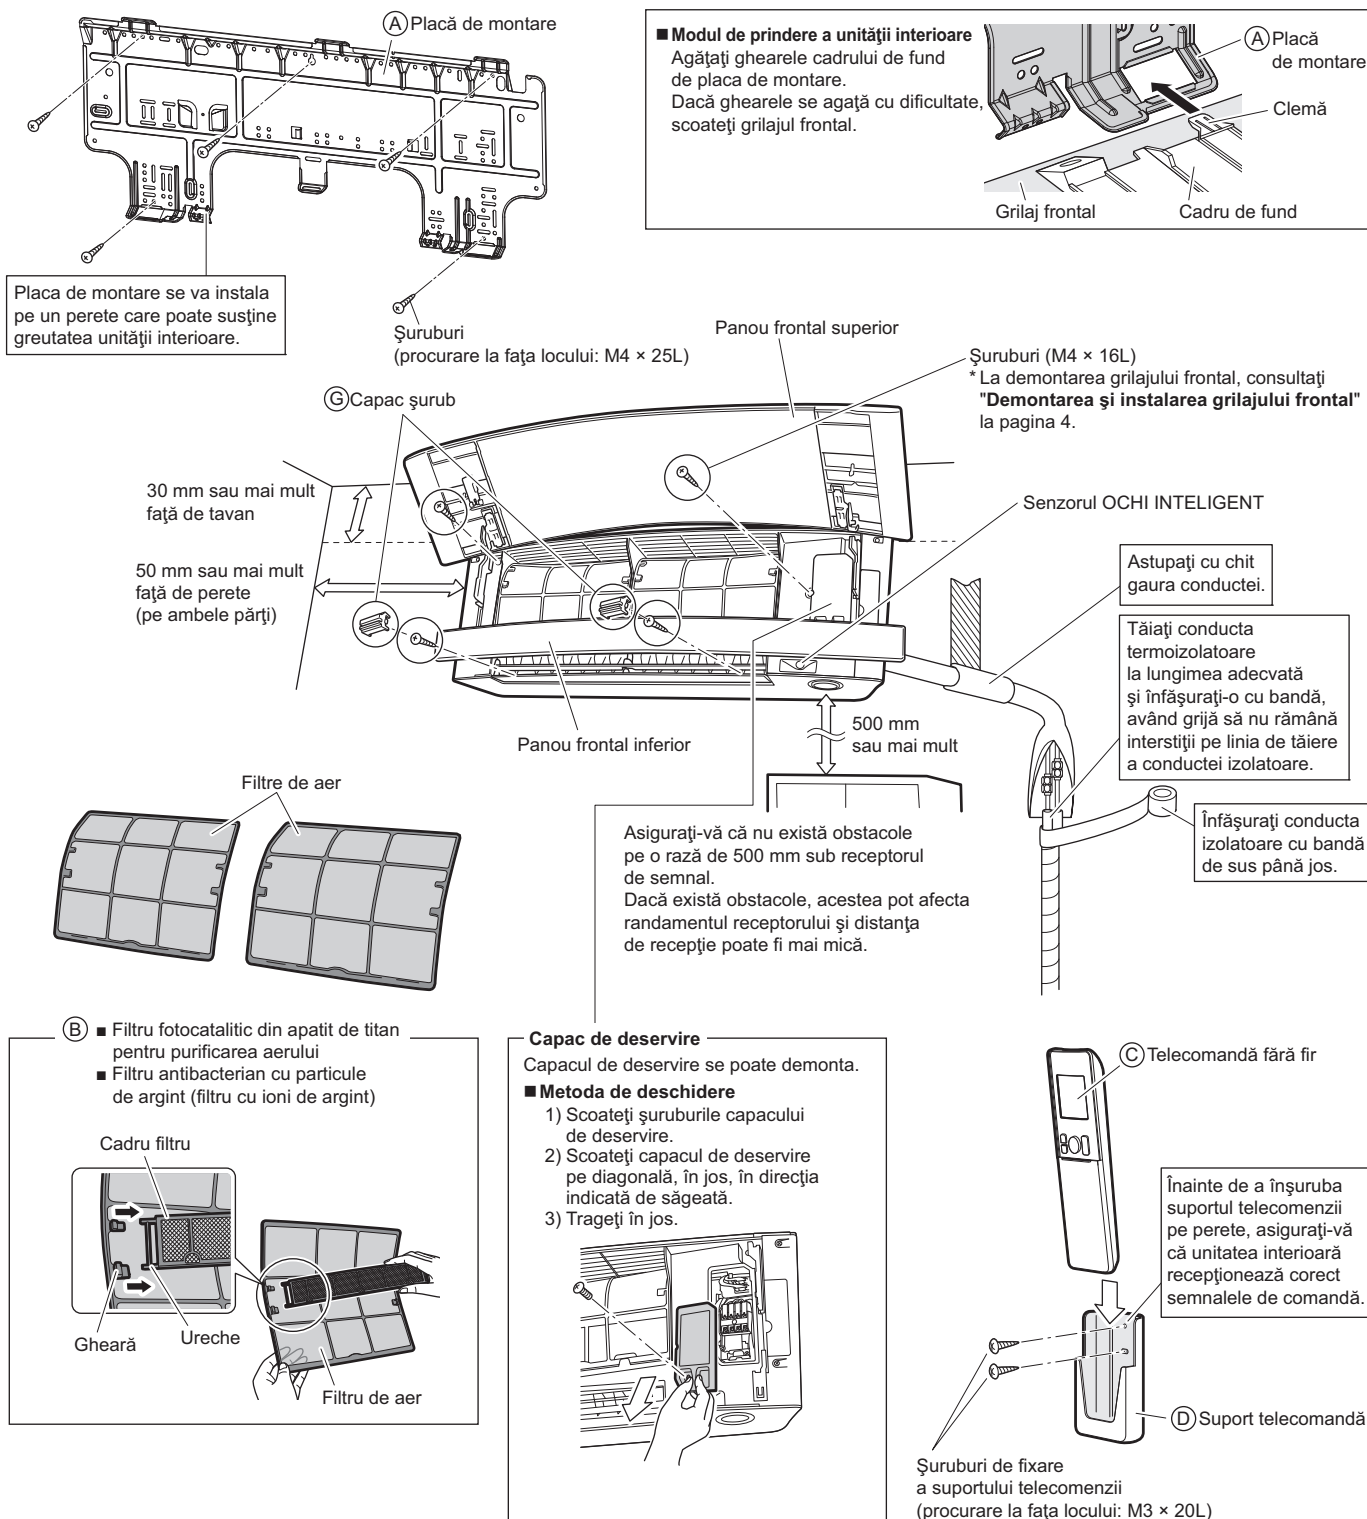 Ⓐ Placă de montare
■ Modul de prindere a unităţii interioare
Agăţaţi ghearele cadrului de fund
de placa de montare.
Dacă ghearele se agaţă cu dificultate,
scoateţi grilajul frontal.
Ⓐ Placă
de montare
Clemă
Grilaj frontal
Cadru de fund
Placa de montare se va instala
pe un perete care poate susţine
greutatea unităţii interioare.
Şuruburi
(procurare la faţa locului: M4 × 25L)
Panou frontal superior
Şuruburi (M4 × 16L)
* La demontarea grilajului frontal, consultaţi
"Demontarea şi instalarea grilajului frontal"
la pagina 4.
Ⓖ Capac şurub
30 mm sau mai mult
faţă de tavan
Senzorul OCHI INTELIGENT
50 mm sau mai mult
faţă de perete
(pe ambele părţi)
Astupaţi cu chit
gaura conductei.
Tăiaţi conducta
termoizolatoare
la lungimea adecvată
şi înfăşuraţi-o cu bandă,
având grijă să nu rămână
interstiţii pe linia de tăiere
a conductei izolatoare.
500 mm
sau mai mult
Panou frontal inferior
Filtre de aer
Înfăşuraţi conducta
izolatoare cu bandă
de sus până jos.
Asiguraţi-vă că nu există obstacole
pe o rază de 500 mm sub receptorul
de semnal.
Dacă există obstacole, acestea pot afecta
randamentul receptorului şi distanţa
de recepţie poate fi mai mică.
Ⓑ ■ Filtru fotocatalitic din apatit de titan
pentru purificarea aerului
■ Filtru antibacterian cu particule
de argint (filtru cu ioni de argint)
Cadru filtru
Gheară
Ureche
Filtru de aer
Capac de deservire
Capacul de deservire se poate demonta.
■ Metoda de deschidere
1) Scoateţi şuruburile capacului
de deservire.
2) Scoateţi capacul de deservire
pe diagonală, în jos, în direcţia
indicată de săgeată.
3) Trageţi în jos.
Ⓒ Telecomandă fără fir
Înainte de a înşuruba
suportul telecomenzii
pe perete, asiguraţi-vă
că unitatea interioară
recepţionează corect
semnalele de comandă.
Ⓓ Suport telecomandă
Şuruburi de fixare
a suportului telecomenzii
(procurare la faţa locului: M3 × 20L)